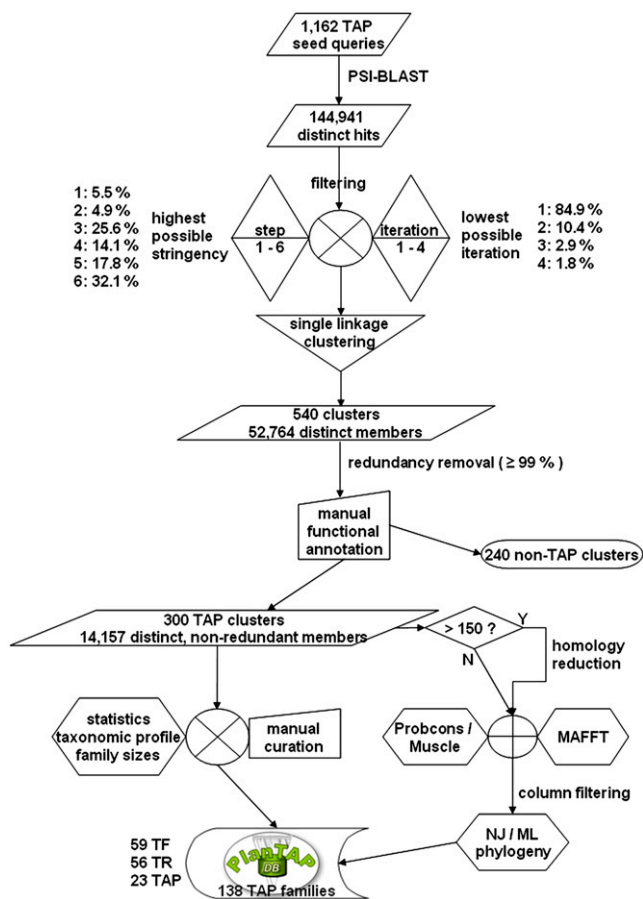 1,162 TAP
seed queries
PSI-BLAST
144,941
distinct hits
filtering
1: 5.5 %
2: 4.9 %
3: 25.6 %
4: 14.1 %
5: 17.8 %
6: 32.1 %
highest
possible
stringency
step
1 - 6
iteration
1 - 4
lowest
possible
iteration
1: 84.9 %
2: 10.4 %
3: 2.9 %
4: 1.8 %
single linkage
clustering
540 clusters
52,764 distinct members
redundancy removal ( ≥ 99 % )
manual
functional
annotation
240 non-TAP clusters
300 TAP clusters
14,157 distinct, non-redundant members
> 150 ?
Y
N
homology
reduction
statistics
taxonomic profile
family sizes
manual
curation
Probcons /
Muscle
MAFFT
column filtering
NJ / ML
phylogeny
59 TF
56 TR
23 TAP
PlanTAP
DB
138 TAP families